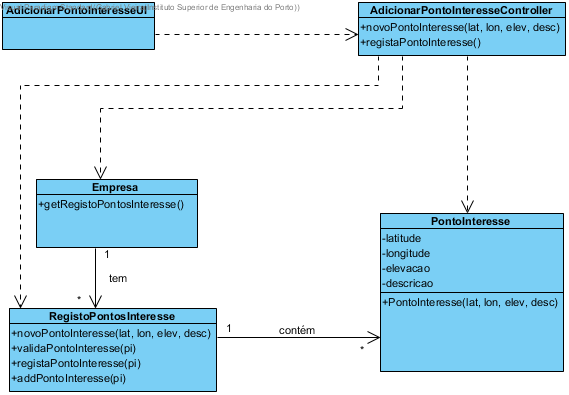 Instituto Superior de Engenharia do Porto))
AdicionarPontoInteresseUI
AdicionarPontoInteresseController
+novoPontoInteresse(lat, lon, elev, desc)
+registaPontoInteresse()
Empresa
+getRegistoPontosInteresse()
1
tem
*
PontoInteresse
-latitude
-longitude
-elevacao
-descricao
+PontoInteresse(lat, lon, elev, desc)
RegistoPontosInteresse
+novoPontoInteresse(lat, lon, elev, desc)
+validaPontoInteresse(pi)
+registaPontoInteresse(pi)
+addPontoInteresse(pi)
1
contém
*